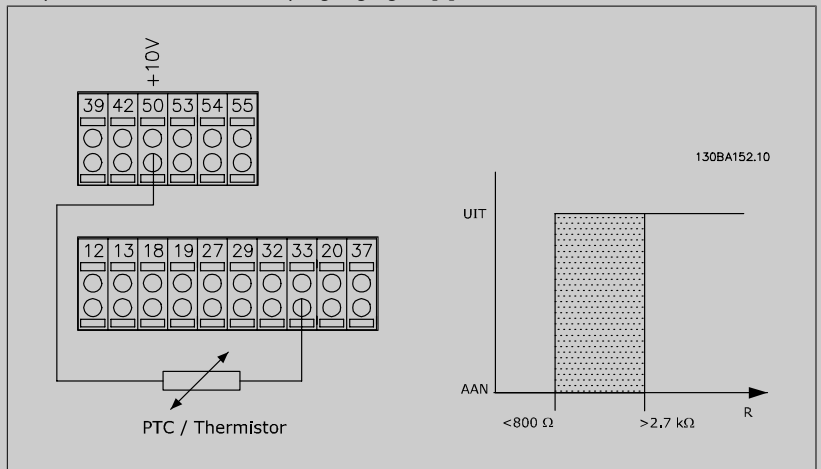 +10V
39 42 50 53 54 55
130BA152.10
UIT
12 13 18 19 27 29 32 33 20 37
AAN
<800 Ω >2.7 kΩ R
PTC / Thermistor